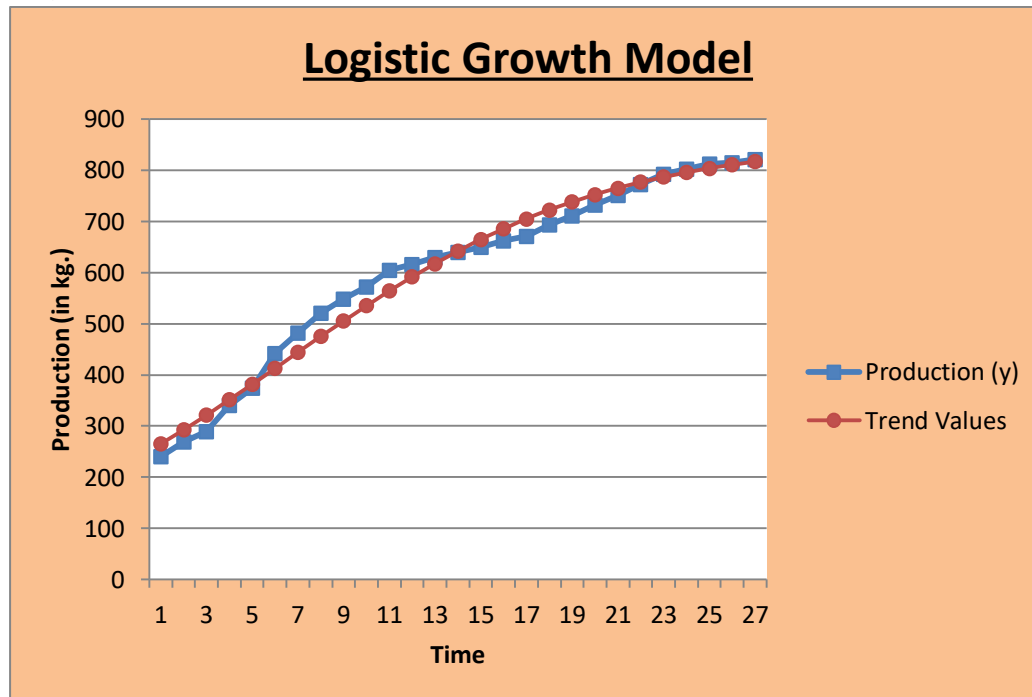 Logistic Growth Model
900
800
700
600
500
400
300
200
100
0
Production (in kg.)
1 3 5 7 9 11 13 15 17 19 21 23 25 27
Time
Production (y)
Trend Values